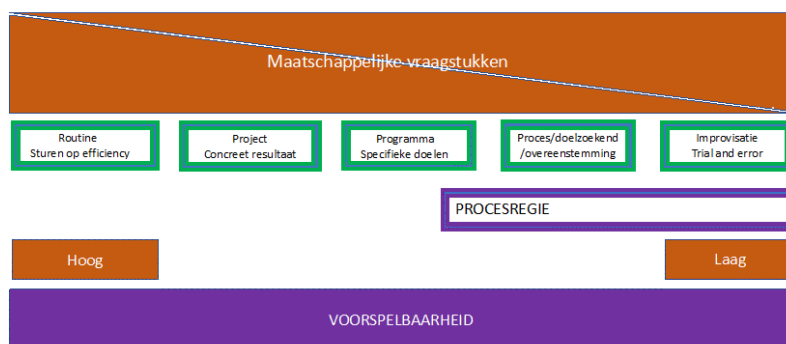 Maatschappelijke vraagstukken
Routine
Sturen op efficiency
Project
Concreet resultaat
Programma
Specifieke doelen
Proces/doelzoekend
/overeenstemming
Improvisatie
Trial and error
PROCESREGIE
Hoog
Laag
VOORSPELBAARHEID